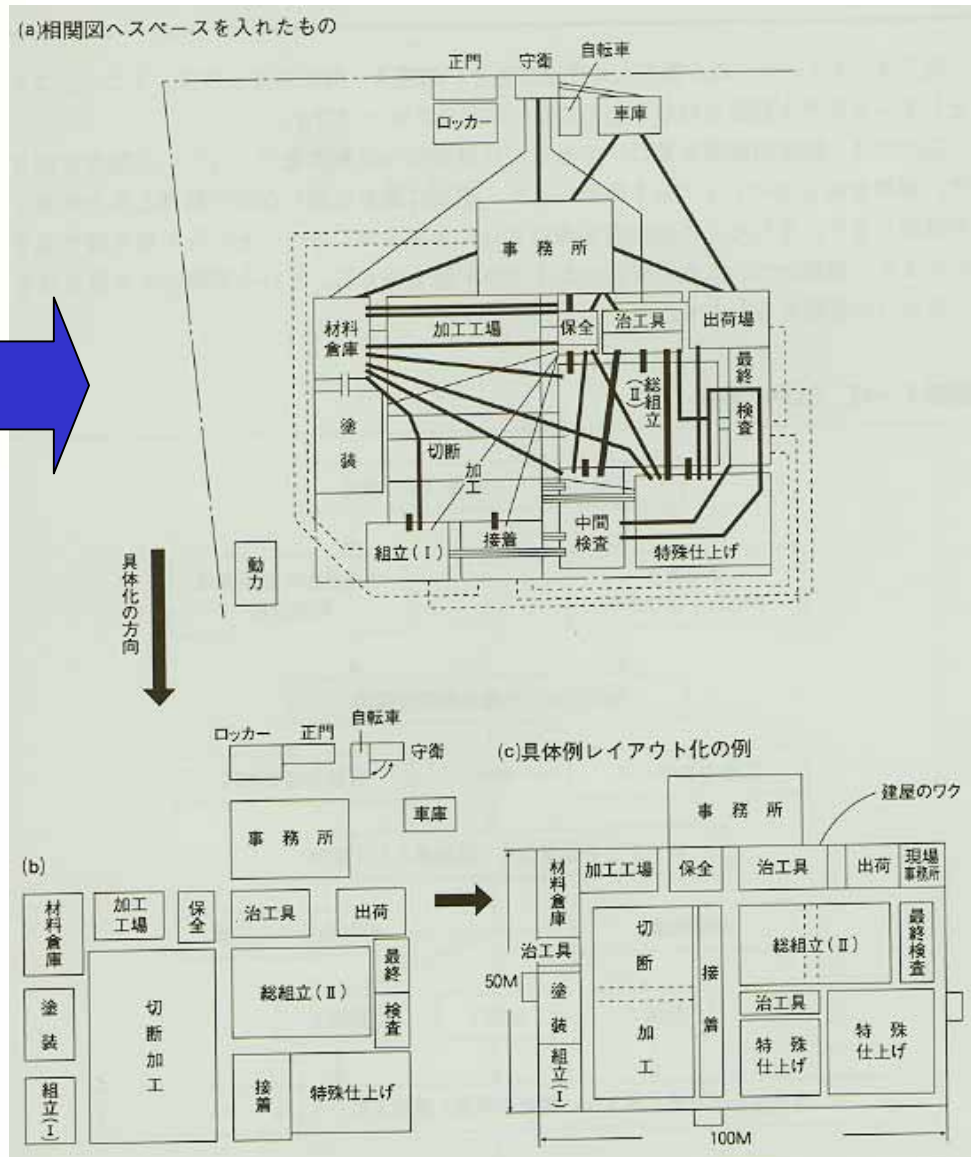 (a)相関図へスペースを入れたもの
正門
守衛
自転車
ロッカー
車庫
事務所
材料
倉庫
加工工場
保全
治工具
出荷場
塗装
切断
加工
総組立
(II)
最終検査
組立(I)
接着
中間
検査
特殊仕上げ
動力
具体化の方向
ロッカー
正門
自転車
守衛
事務所
車庫
(b)
材料倉庫
加工
工場
保全
治工具
出荷
塗装
切断加工
総組立(II)
最終検査
組立(I)
接着
特殊仕上げ
(c)具体例レイアウト化の例
建屋のワク
事務所
材料倉庫
加工工場
保全
治工具
出荷
現場
事務所
治工具
50M
塗装
組立(I)
切断加工
接着
総組立(II)
最終検査
治工具
特殊
仕上げ
特殊
仕上げ
100M